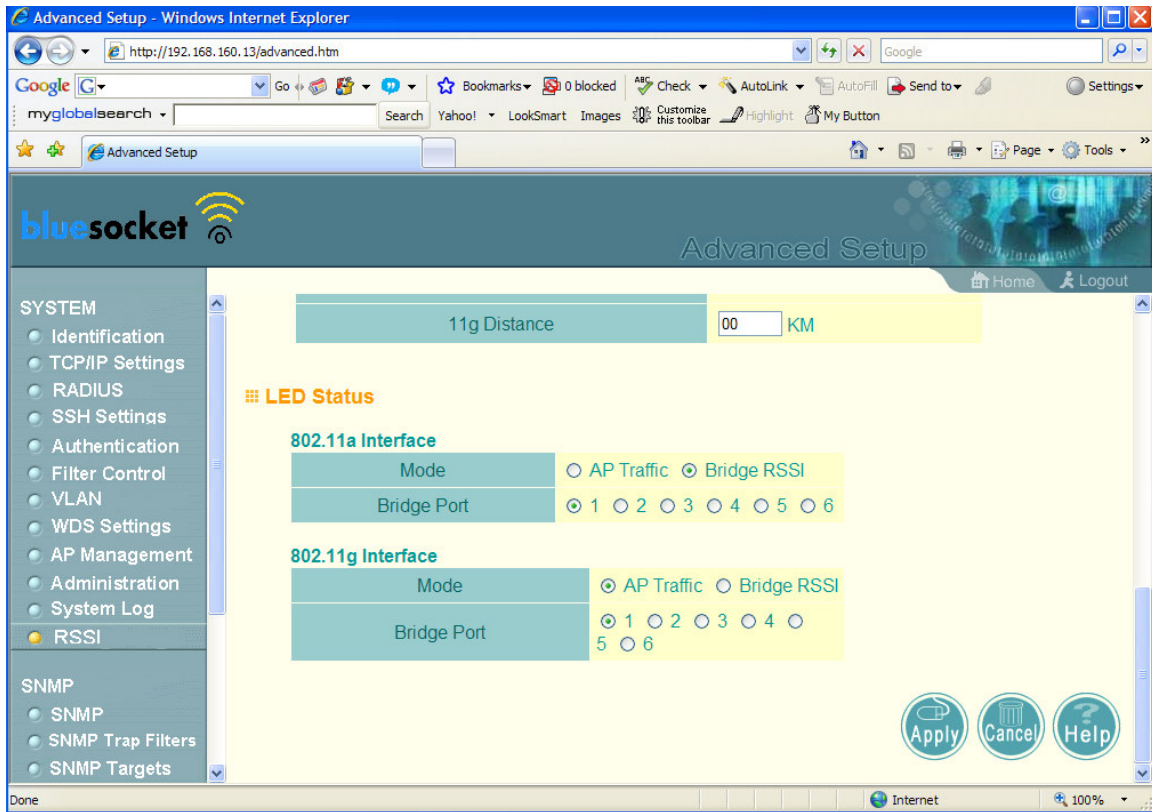 Advanced Setup - Windows Internet Explorer
http://192.168.160.13/advanced.htm
Google
Google G Go Bookmarks 0 blocked ABC Check AutoLink AutoFill Send to Settings
myglobalsearch Search Yahoo! LookSmart Images Customize this toolbar Highlight My Button
Advanced Setup Page Tools »
bluesocket
Advanced Setup
Home Logout
SYSTEM
Identification
TCP/IP Settings
RADIUS
SSH Settings
Authentication
Filter Control
VLAN
WDS Settings
AP Management
Administration
System Log
RSSI
SNMP
SNMP
SNMP Trap Filters
SNMP Targets
11g Distance 00 KM
LED Status
802.11a Interface
Mode AP Traffic Bridge RSSI
Bridge Port 1 2 3 4 5 6
802.11g Interface
Mode AP Traffic Bridge RSSI
Bridge Port 1 2 3 4
5 6
Apply Cancel Help
Done Internet 100%